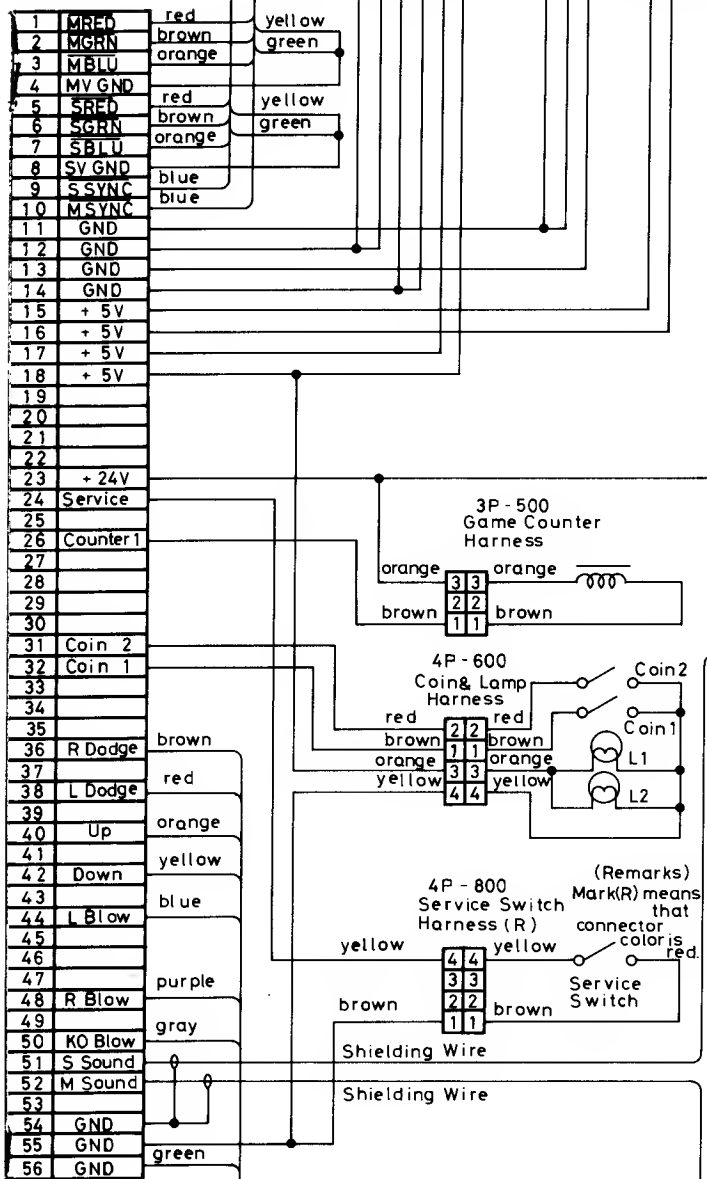 1 MRED red yellow
2 MGRN brown green
3 MBLU orange
4 MV GND
5 SRED red yellow
6 SGRN brown green
7 SBLU orange
8 SV GND
9 S SYNC blue
10 M SYNC blue
11 GND
12 GND
13 GND
14 GND
15 + 5V
16 + 5V
17 + 5V
18 + 5V
19
20
21
22
23 + 24V
24 Service
25
26 Counter 1
27
28
29
30
31 Coin 2
32 Coin 1
33
34
35
36 R Dodge brown
37
38 L Dodge red
39
40 Up orange
41
42 Down yellow
43
44 L Blow blue
45
46
47
48 R Blow purple
49
50 KO Blow gray
51 S Sound
52 M Sound
53
54 GND
55 GND
56 GND green
3P-500
Game Counter
Harness
orange 3 3 orange
2 2
brown 1 1 brown
4P-600
Coin & Lamp
Harness
red 2 2 red Coin 2
brown 1 1 brown Coin 1
orange 3 3 orange L1
yellow 4 4 yellow L2
4P-800
Service Switch
Harness (R)
(Remarks)
Mark(R) means
that
connector
color is
red.
yellow 4 4 yellow
3 3
2 2
brown 1 1 brown
Service
Switch
Shielding Wire
Shielding Wire